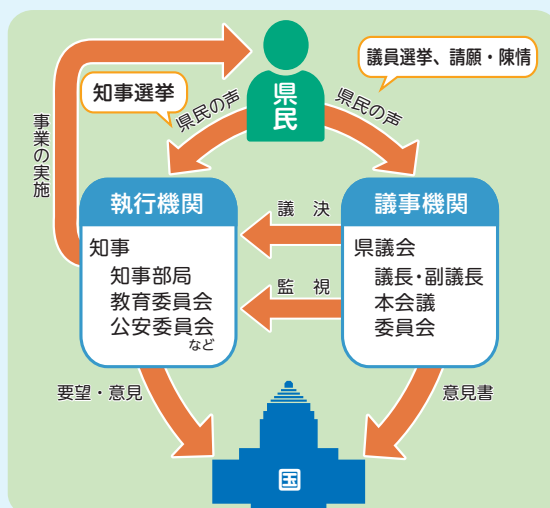 議員選挙、請願・陳情
知事選挙
県民
県民の声
県民の声
事業の実施
執行機関
知事
知事部局
教育委員会
公安委員会
など
議決
監視
議事機関
県議会
議長・副議長
本会議
委員会
要望・意見
意見書
国